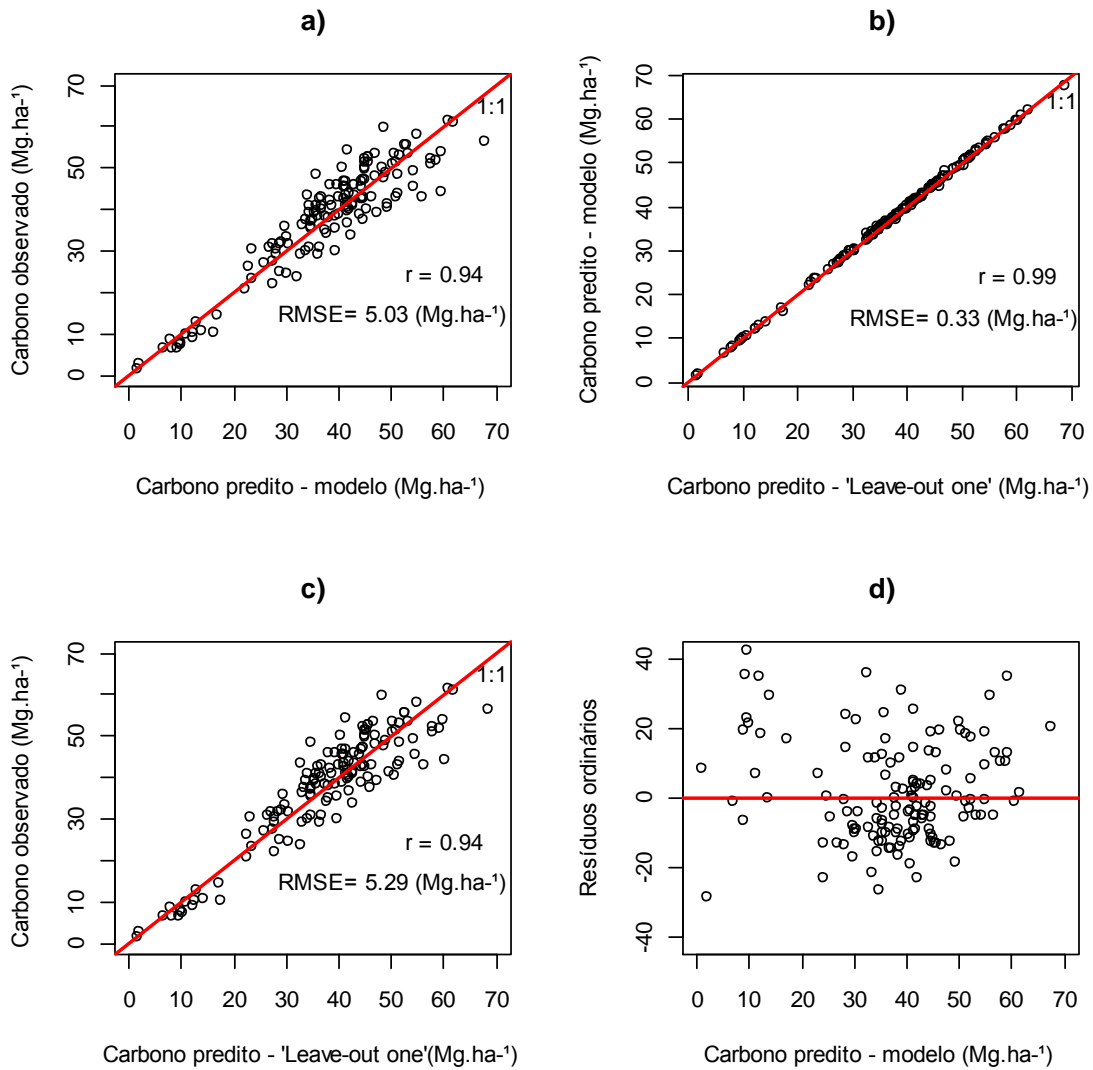 a)
Carbono observado (Mg.ha-¹)
70
50
30
10
0
1:1
r = 0.94
RMSE= 5.03 (Mg.ha-¹)
0 10 20 30 40 50 60 70
Carbono predito - modelo (Mg.ha-¹)
b)
Carbono predito - modelo (Mg.ha-¹)
70
60
50
40
30
20
10
0
1:1
r = 0.99
RMSE= 0.33 (Mg.ha-¹)
0 10 20 30 40 50 60 70
Carbono predito - 'Leave-out one' (Mg.ha-¹)
c)
Carbono observado (Mg.ha-¹)
70
50
30
10
0
1:1
r = 0.94
RMSE= 5.29 (Mg.ha-¹)
0 10 20 30 40 50 60 70
Carbono predito - 'Leave-out one'(Mg.ha-¹)
d)
Resíduos ordinários
40
20
0
-20
-40
0 10 20 30 40 50 60 70
Carbono predito - modelo (Mg.ha-¹)